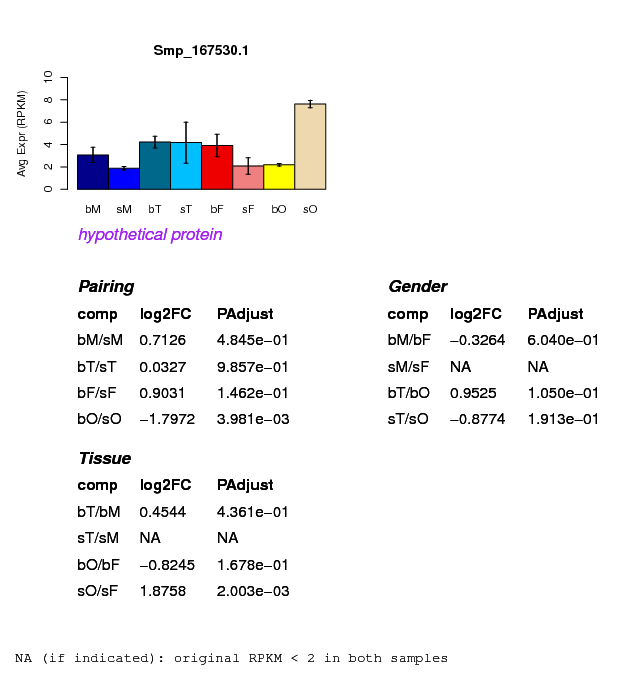 Smp_167530.1
Avg Expr (RPKM)
0 2 4 6 8 10
bM sM bT sT bF sF bO sO
hypothetical protein
Pairing
comp log2FC PAdjust
bM/sM 0.7126 4.845e−01
bT/sT 0.0327 9.857e−01
bF/sF 0.9031 1.462e−01
bO/sO −1.7972 3.981e−03
Gender
comp log2FC PAdjust
bM/bF −0.3264 6.040e−01
sM/sF NA NA
bT/bO 0.9525 1.050e−01
sT/sO −0.8774 1.913e−01
Tissue
comp log2FC PAdjust
bT/bM 0.4544 4.361e−01
sT/sM NA NA
bO/bF −0.8245 1.678e−01
sO/sF 1.8758 2.003e−03
NA (if indicated): original RPKM < 2 in both samples